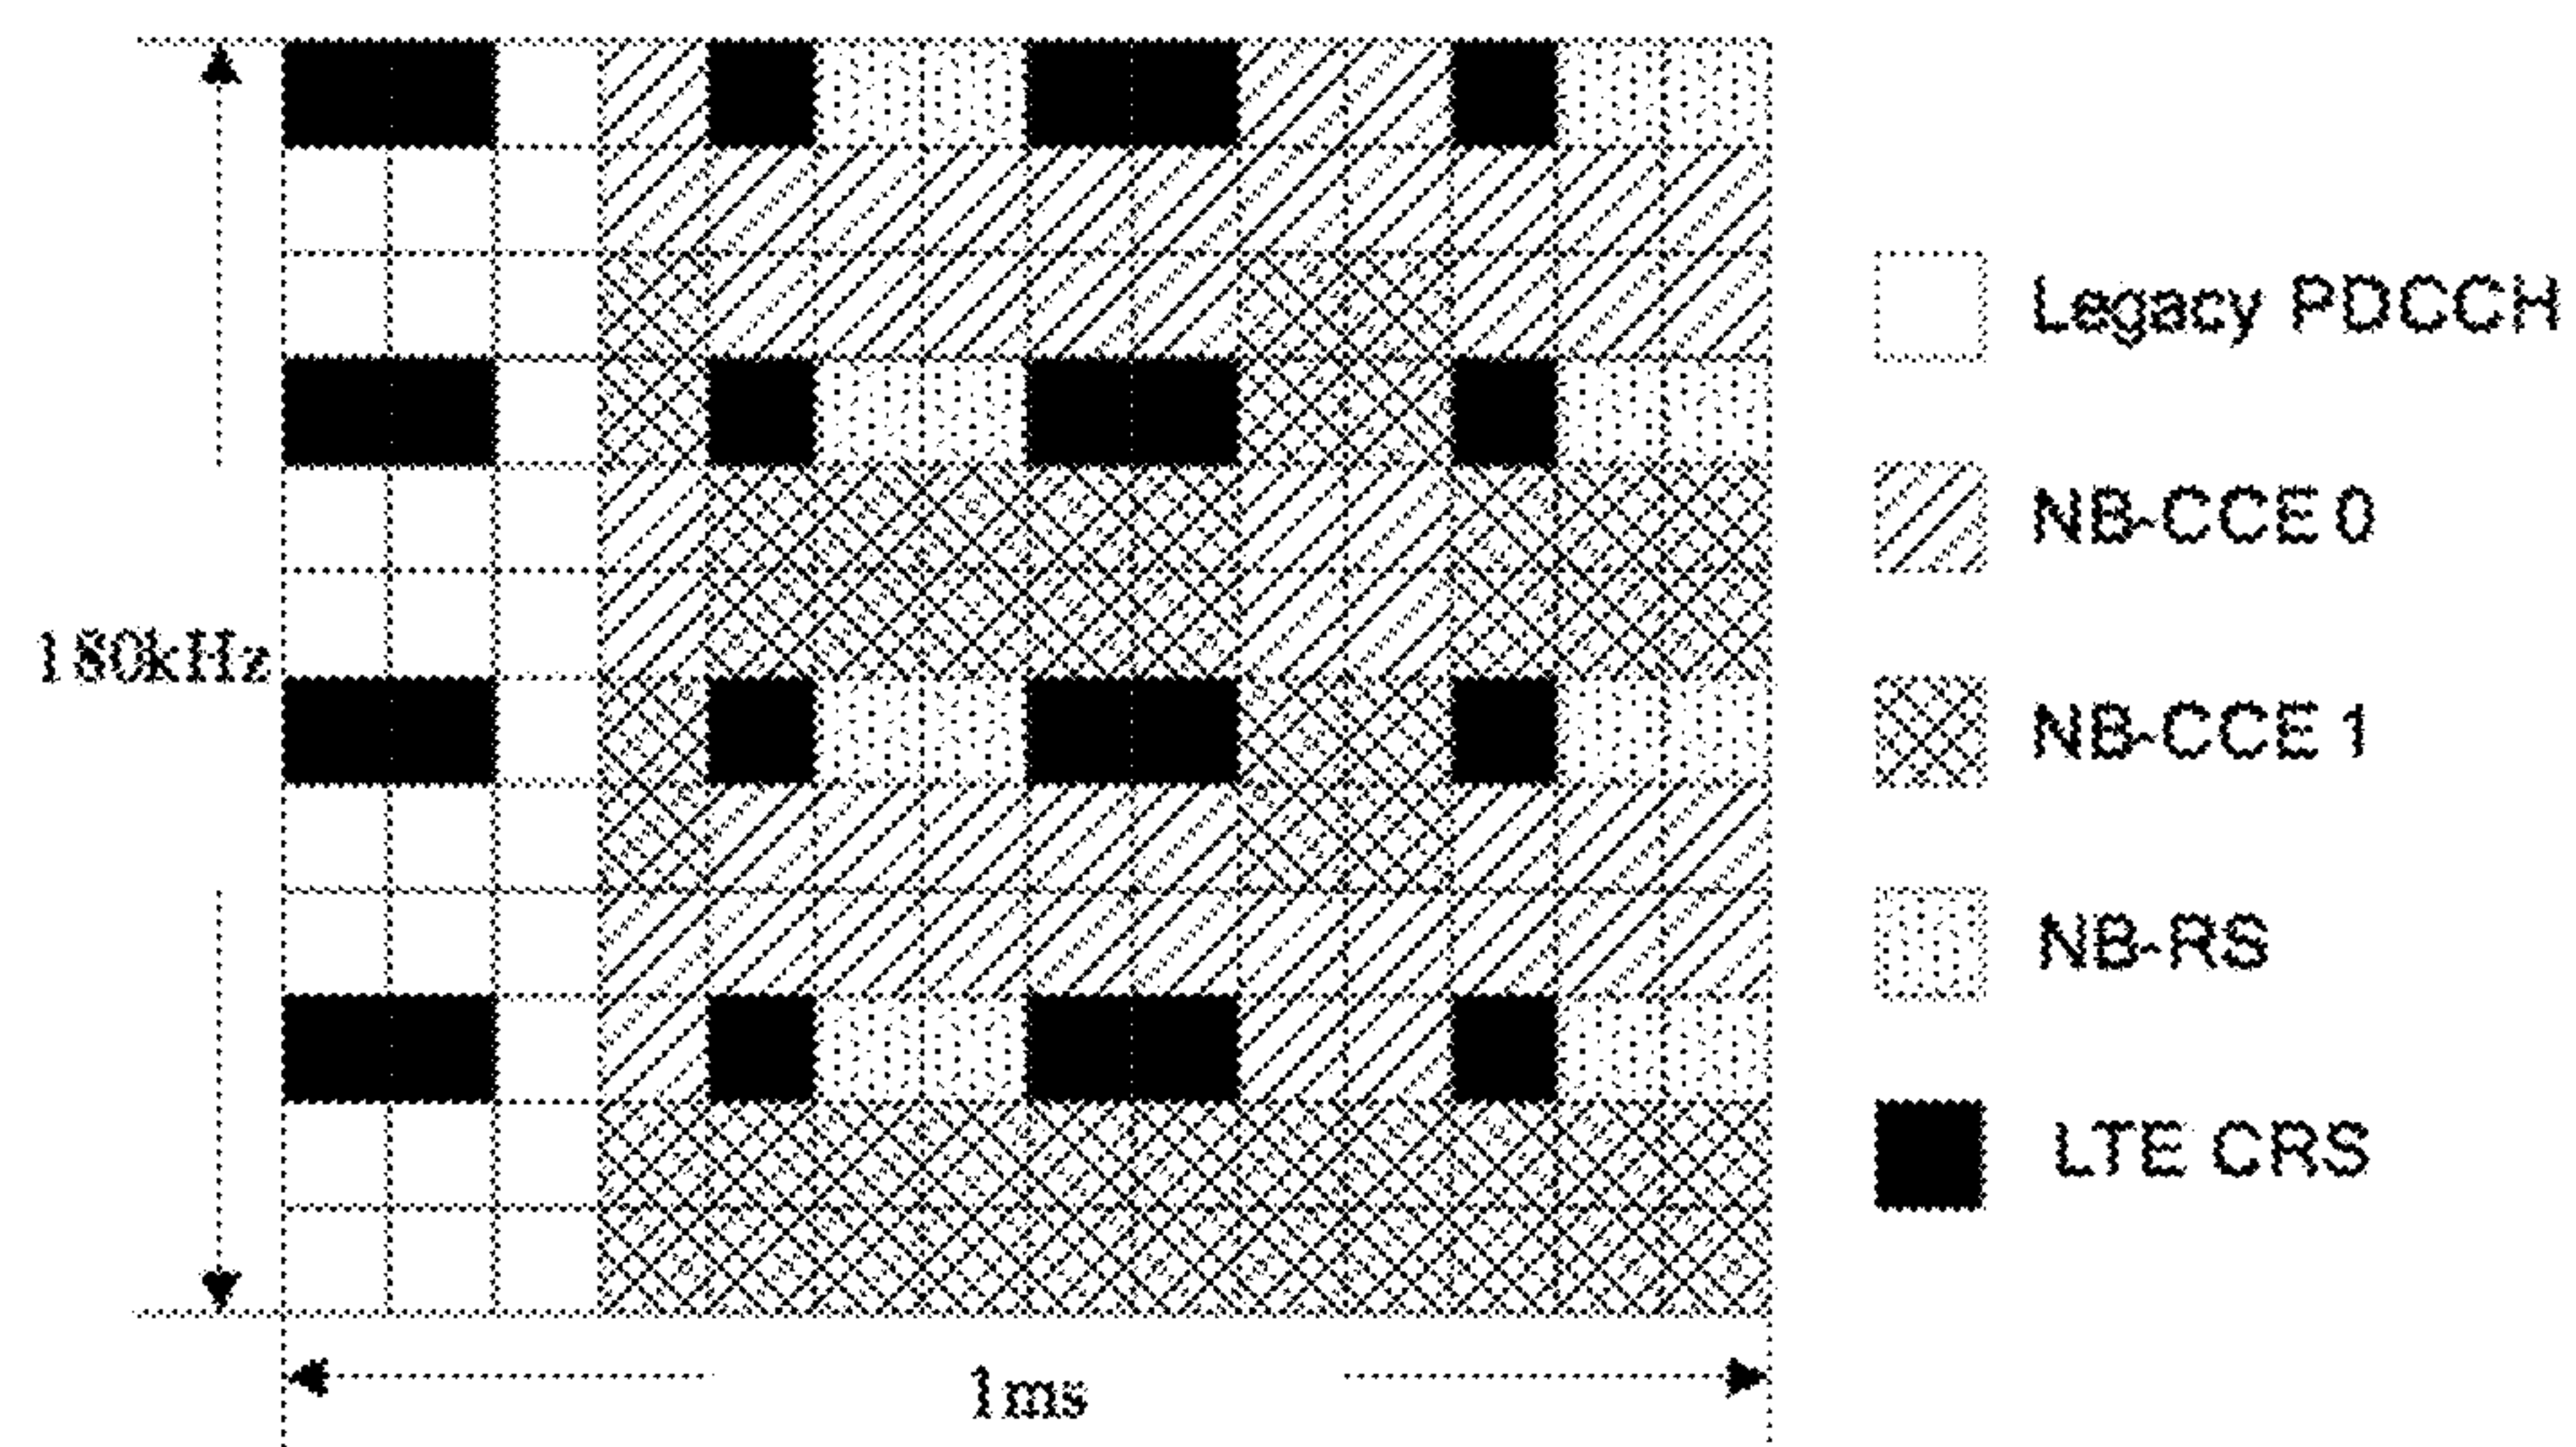 Legacy PDCCH
NB-CCE 0
180kHz
NB-CCE 1
NB-RS
LTE CRS
1ms